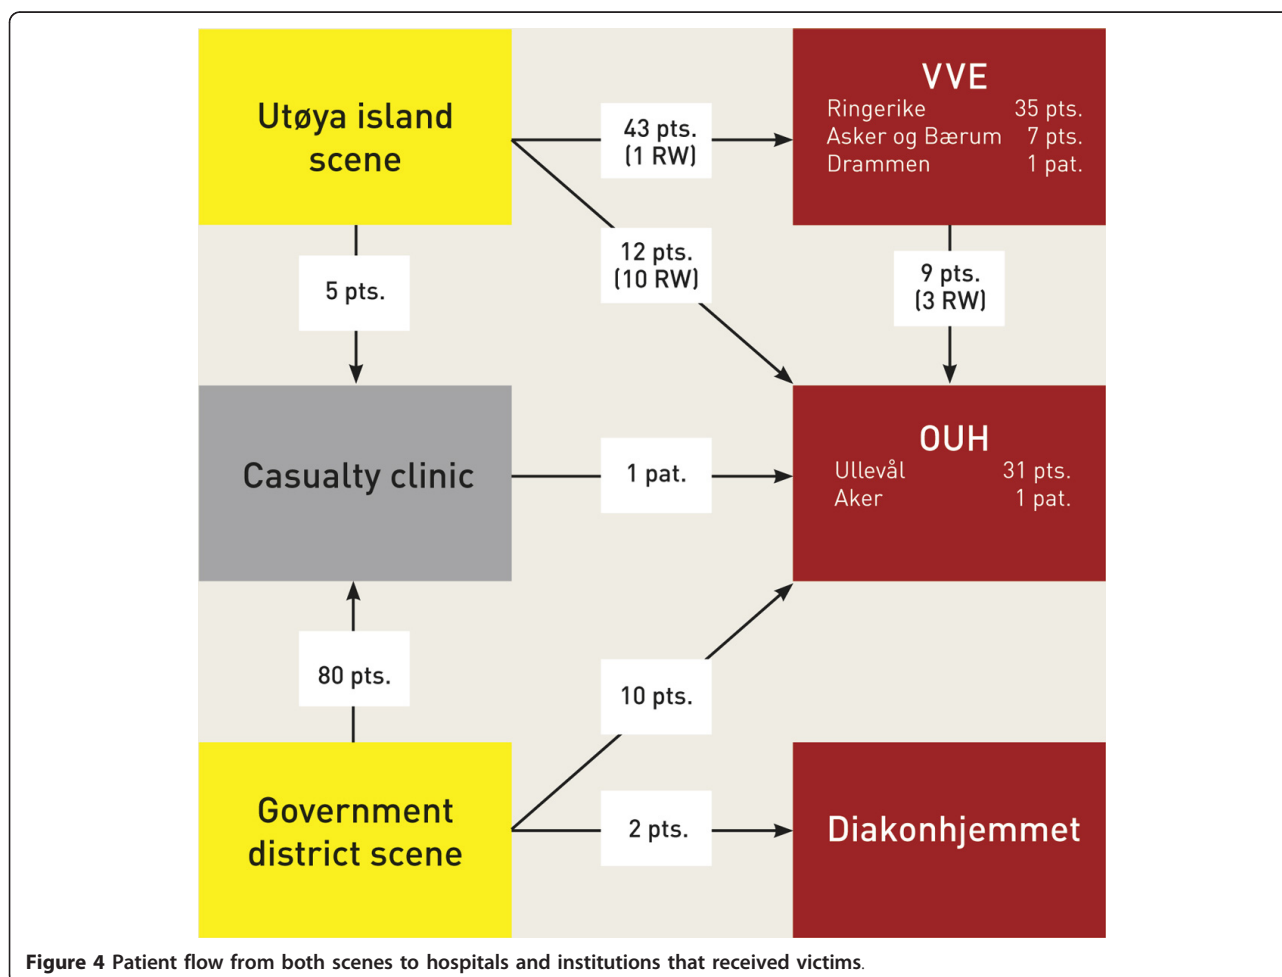 Utøya island
scene
43 pts.
(1 RW)
VVE
Ringerike 35 pts.
Asker og Bærum 7 pts.
Drammen 1 pat.
5 pts.
12 pts.
(10 RW)
9 pts.
(3 RW)
Casualty clinic
1 pat.
OUH
Ullevål 31 pts.
Aker 1 pat.
80 pts.
10 pts.
Government
district scene
2 pts.
Diakonhjemmet
Figure 4 Patient flow from both scenes to hospitals and institutions that received victims.